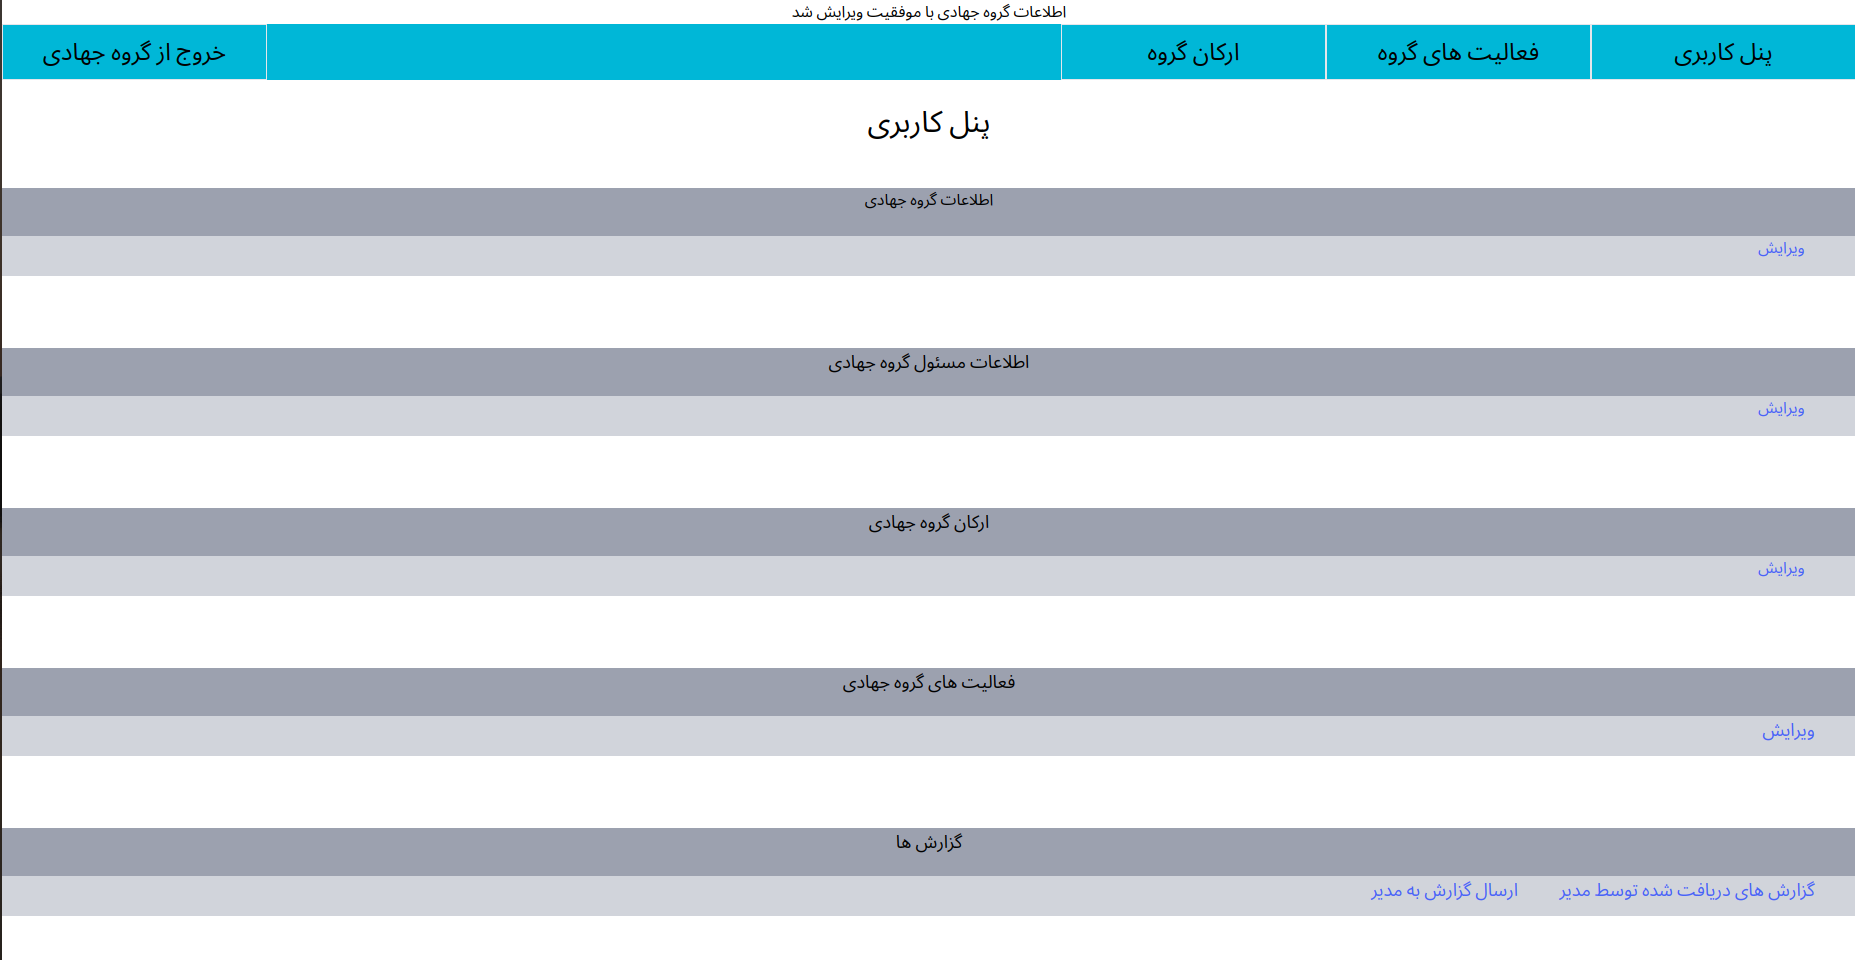 اطلاعات گروه جهادی با موفقیت ویرایش شد
پنل کاربری فعالیت های گروه ارکان گروه خروج از گروه جهادی
پنل کاربری
اطلاعات گروه جهادی
ویرایش
اطلاعات مسئول گروه جهادی
ویرایش
ارکان گروه جهادی
ویرایش
فعالیت های گروه جهادی
ویرایش
گزارش ها
گزارش های دریافت شده توسط مدیر ارسال گزارش به مدیر